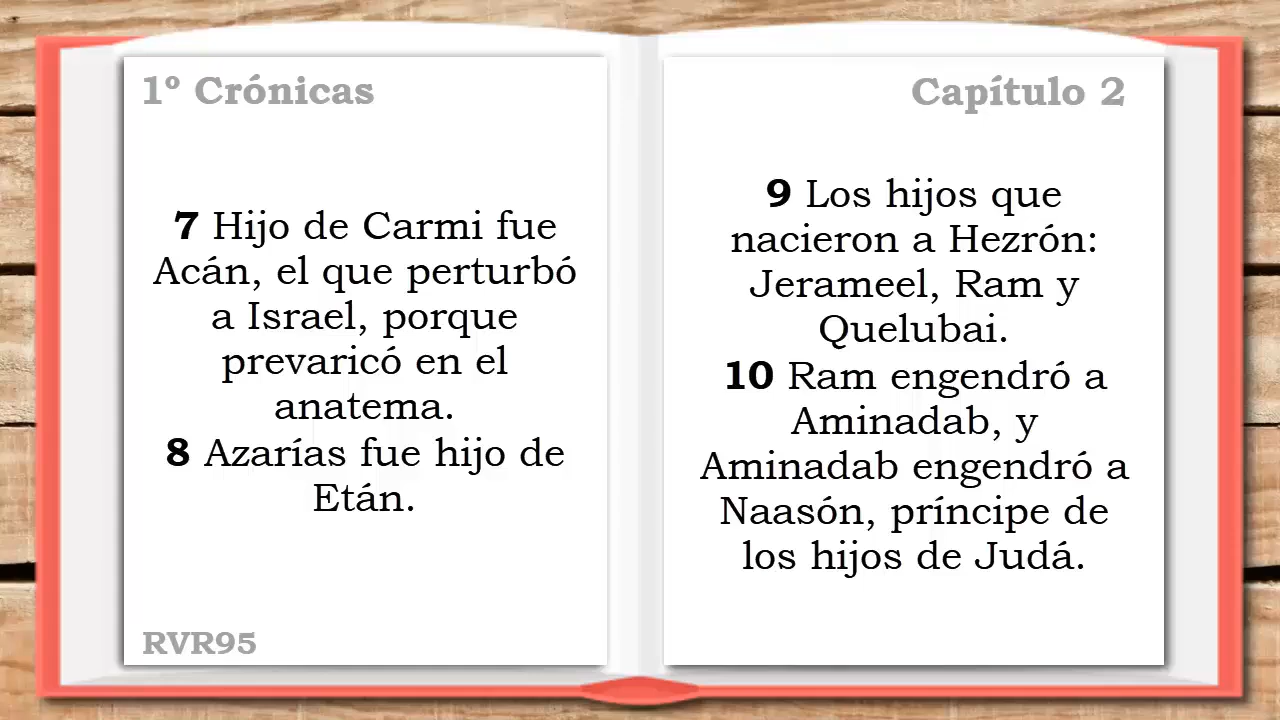 1º Crónicas
7 Hijo de Carmi fue
Acán, el que perturbó
a Israel, porque
prevaricó en el
anatema.
8 Azarías fue hijo de
Etán.
RVR95
Capítulo 2
9 Los hijos que
nacieron a Hezrón:
Jerameel, Ram y
Quelubai.
10 Ram engendró a
Aminadab, y
Aminadab engendró a
Naasón, príncipe de
los hijos de Judá.